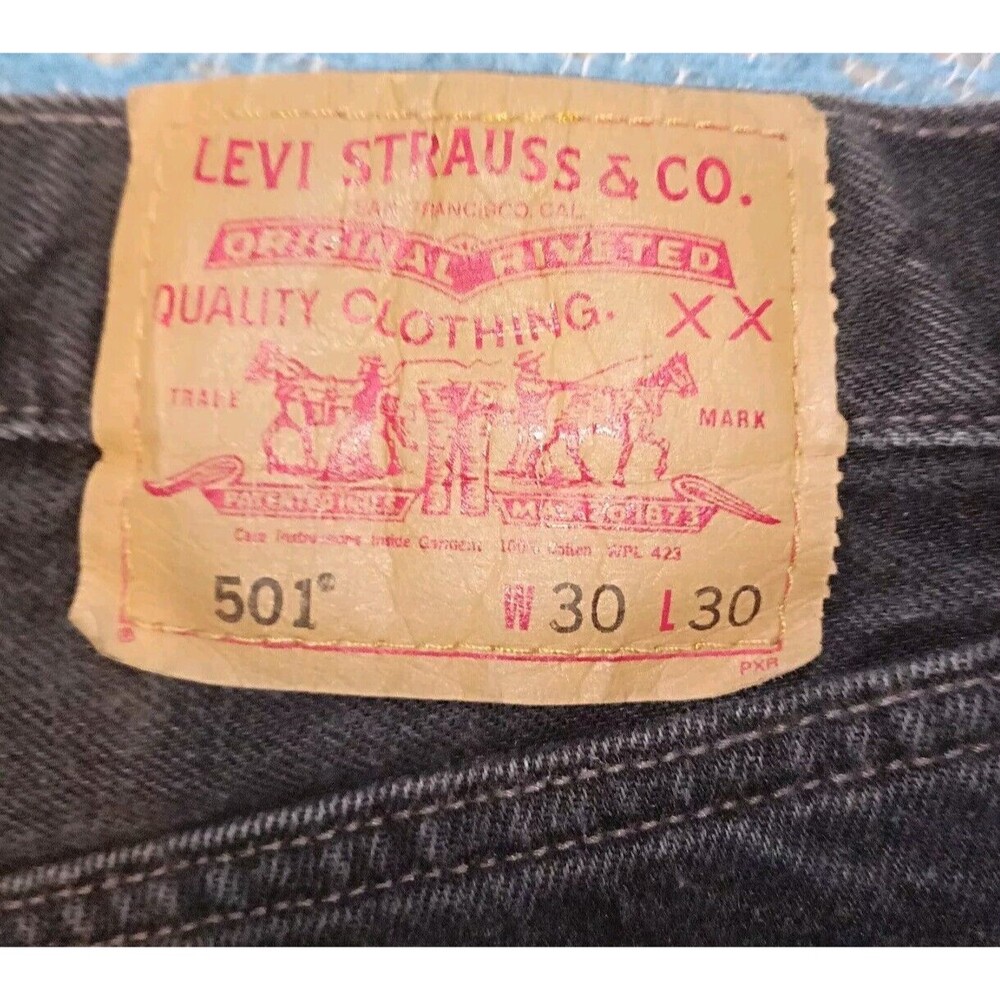 LEVI STRAUSS & CO.
SAN FRANCISCO, CAL.
ORIGINAL RIVETED
QUALITY CLOTHING. XX
TRADE MARK
PATENTED IN U.S. MAY 20 1873
Care Instructions Inside Garment 100% Cotton WPL 423
501® W 30 L 30
® PXR